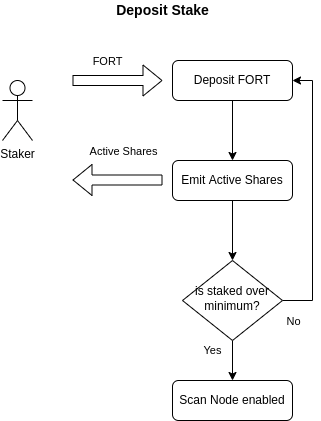 Deposit Stake
FORT
Deposit FORT
Staker
Active Shares
Emit Active Shares
is staked over
minimum?
No
Yes
Scan Node enabled